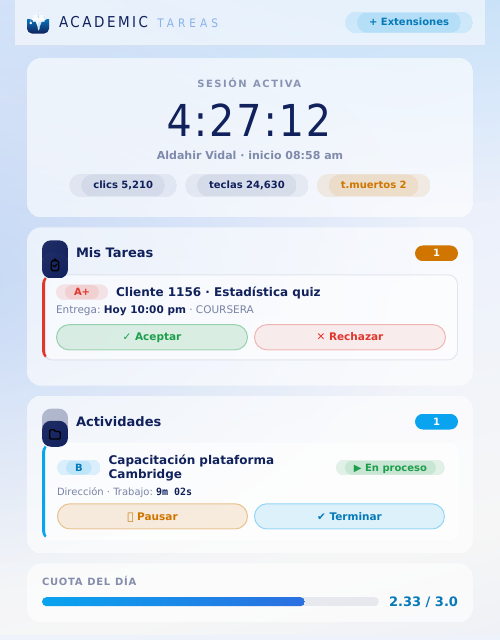 ACADEMIC TAREAS
+ Extensiones
SESIÓN ACTIVA
4:27:12
Aldahir Vidal · inicio 08:58 am
clics 5,210
teclas 24,630
t.muertos 2
Mis Tareas
1
A+ Cliente 1156 · Estadística quiz
Entrega: Hoy 10:00 pm · COURSERA
✓ Aceptar
✕ Rechazar
Actividades
1
B
Capacitación plataforma
Cambridge
▶ En proceso
Dirección · Trabajo: 9m 02s
Pausar
✔ Terminar
CUOTA DEL DÍA
2.33 / 3.0